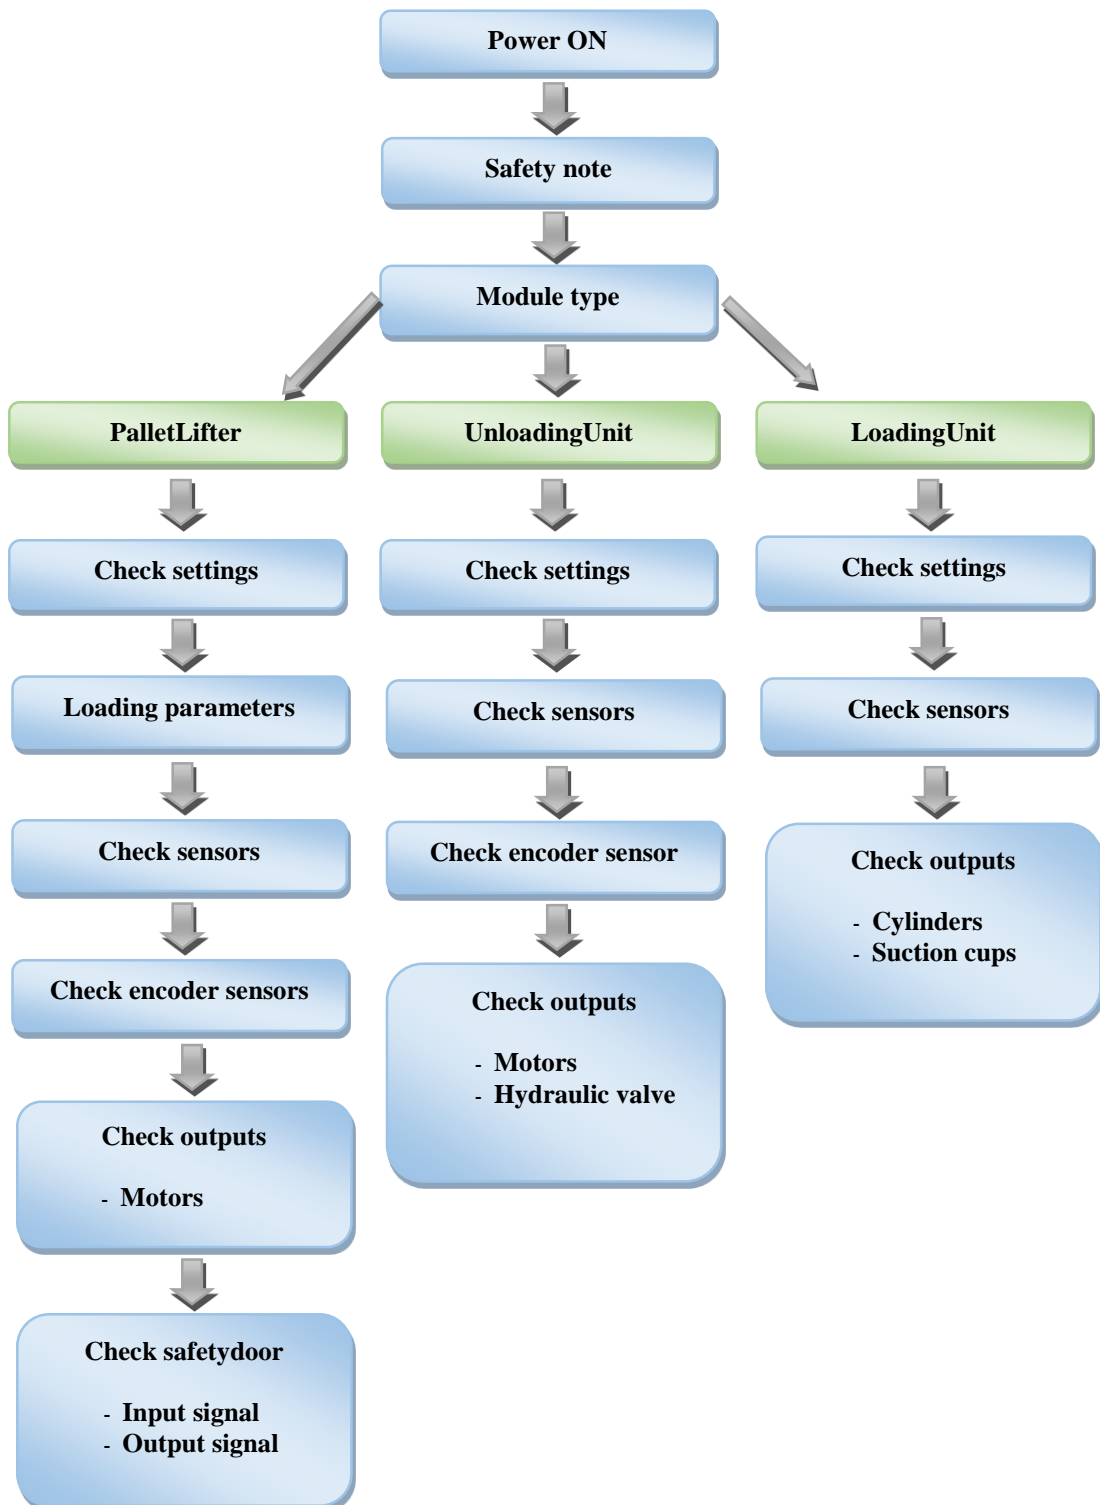 Power ON
Safety note
Module type
PalletLifter
Check settings
Loading parameters
Check sensors
Check encoder sensors
Check outputs
- Motors
Check safetydoor
- Input signal
- Output signal
UnloadingUnit
Check settings
Check sensors
Check encoder sensor
Check outputs
- Motors
- Hydraulic valve
LoadingUnit
Check settings
Check sensors
Check outputs
- Cylinders
- Suction cups